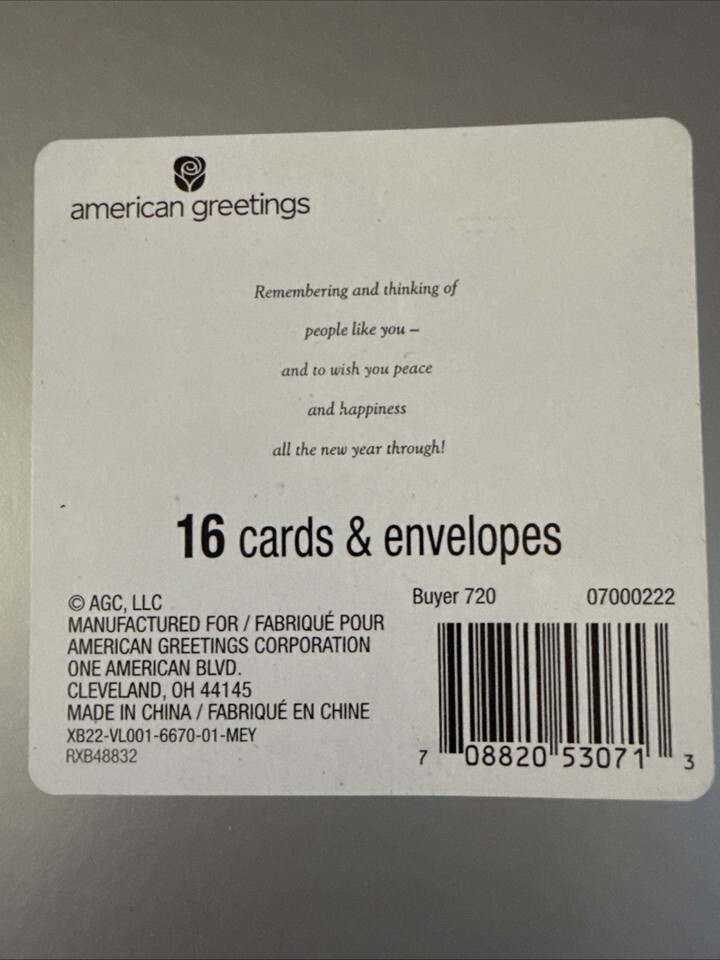 american greetings
Remembering and thinking of
people like you –
and to wish you peace
and happiness
all the new year through!
16 cards & envelopes
© AGC, LLC
MANUFACTURED FOR / FABRIQUÉ POUR
AMERICAN GREETINGS CORPORATION
ONE AMERICAN BLVD.
CLEVELAND, OH 44145
MADE IN CHINA / FABRIQUÉ EN CHINE
XB22-VL001-6670-01-MEY
RXB48832
Buyer 720 07000222
7 08820 53071 3